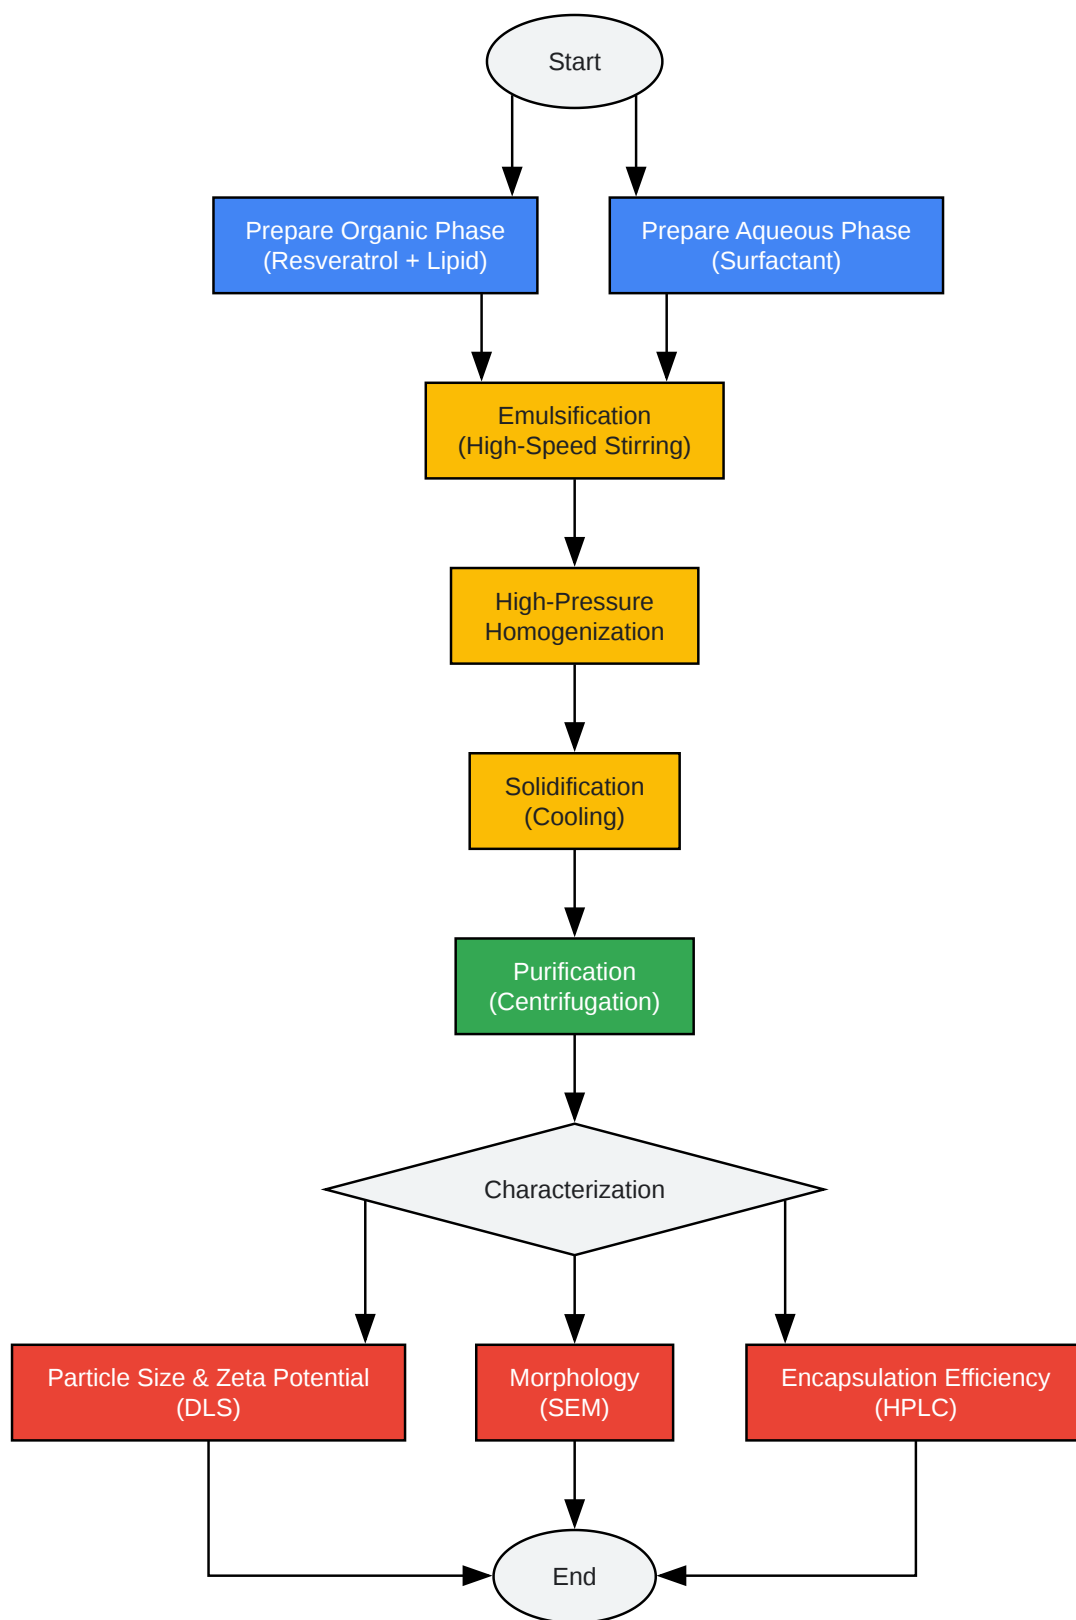 Start
Prepare Organic Phase
(Resveratrol + Lipid)
Prepare Aqueous Phase
(Surfactant)
Emulsification
(High-Speed Stirring)
High-Pressure
Homogenization
Solidification
(Cooling)
Purification
(Centrifugation)
Characterization
Particle Size & Zeta Potential
(DLS)
Morphology
(SEM)
Encapsulation Efficiency
(HPLC)
End